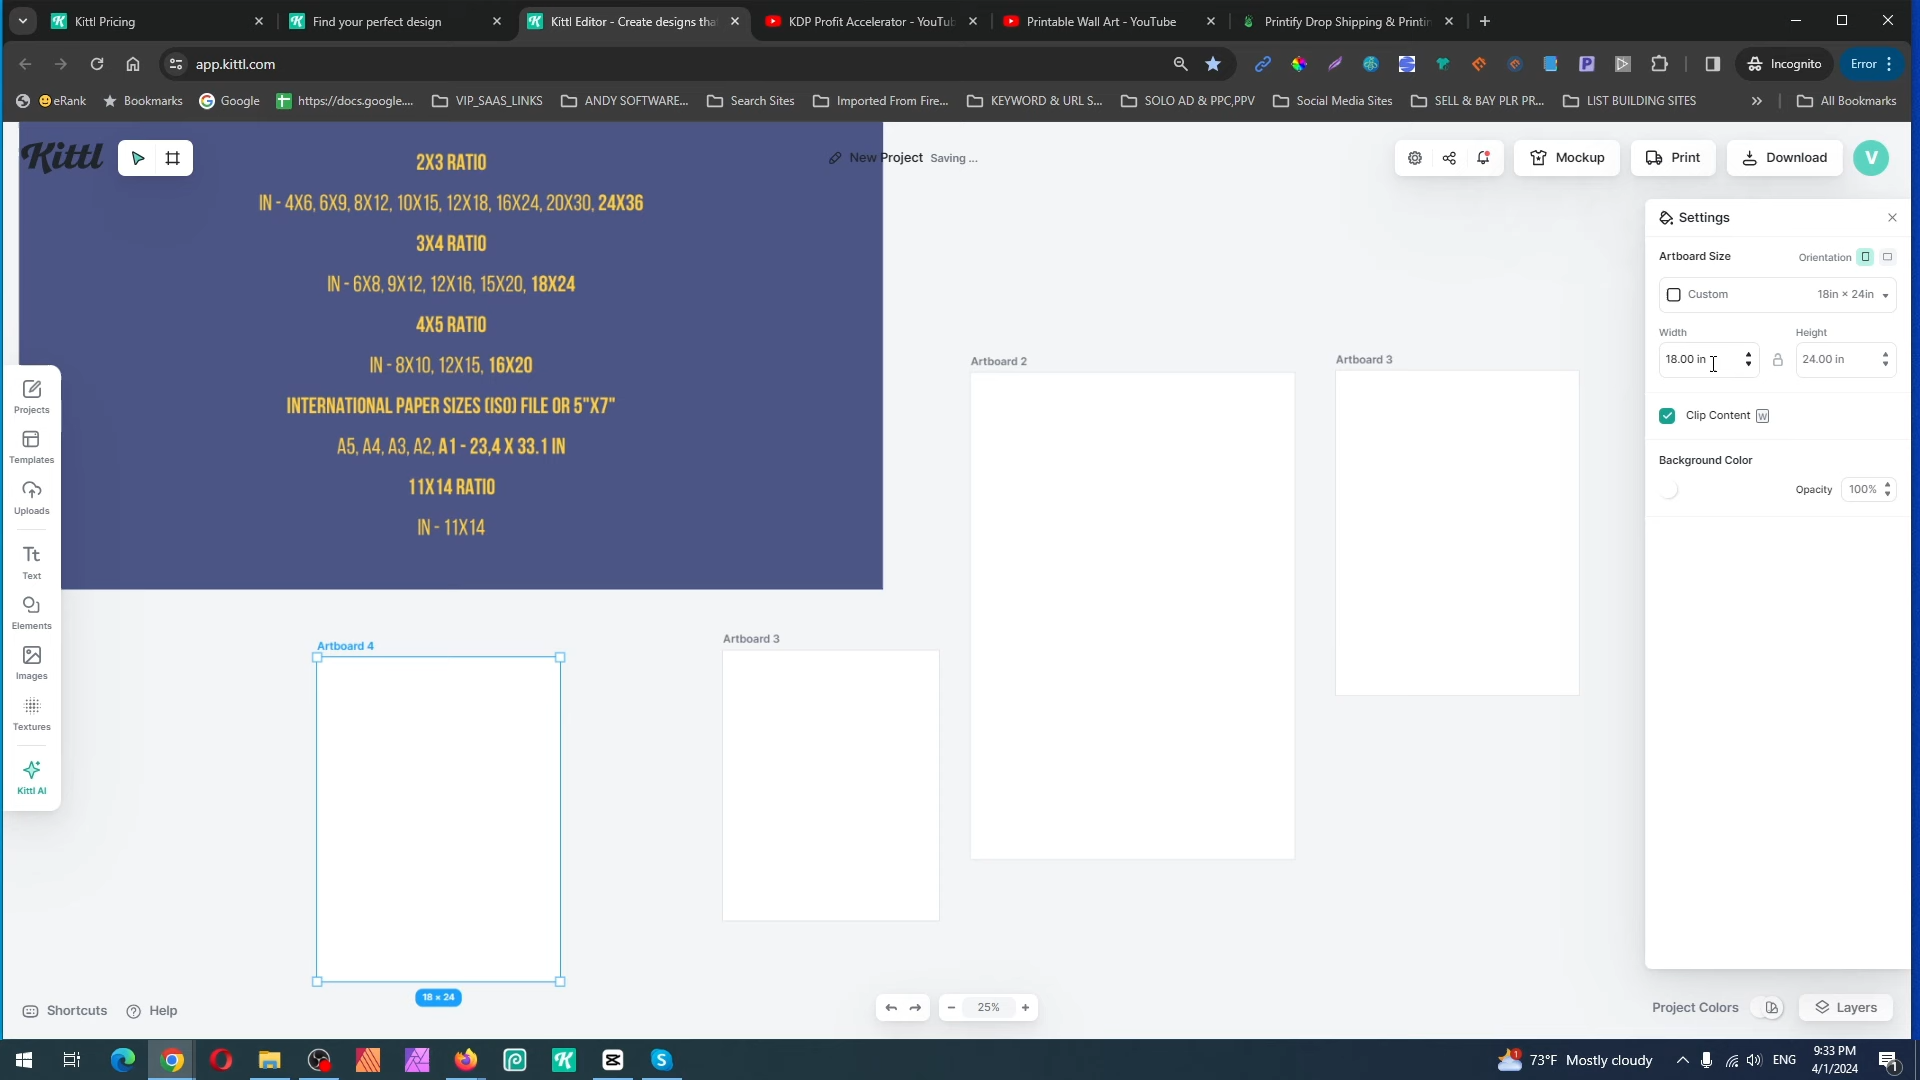 Kittl Pricing
Find your perfect design
Kittl Editor - Create designs tha
KDP Profit Accelerator - YouTub
Printable Wall Art - YouTube
Printify Drop Shipping & Printin
app.kittl.com
Incognito
Error
eRank
Bookmarks
Google
https://docs.google....
VIP_SAAS_LINKS
ANDY SOFTWARE...
Search Sites
Imported From Fire...
KEYWORD & URL S...
SOLO AD & PPC,PPV
Social Media Sites
SELL & BAY PLR PR...
LIST BUILDING SITES
All Bookmarks
Kittl
New Project Saving ...
Mockup
Print
Download
V
2X3 RATIO
IN - 4X6, 6X9, 8X12, 10X15, 12X18, 16X24, 20X30, 24X36
3X4 RATIO
IN - 6X8, 9X12, 12X16, 15X20, 18X24
4X5 RATIO
IN - 8X10, 12X15, 16X20
INTERNATIONAL PAPER SIZES (ISO) FILE OR 5"X7"
A5, A4, A3, A2, A1 - 23,4 X 33.1 IN
11X14 RATIO
IN - 11X14
Settings
Artboard Size
Orientation
Custom
18in × 24in
Width
Height
18.00 in
24.00 in
Clip Content W
Background Color
Opacity 100%
Projects
Templates
Uploads
Tt
Text
Elements
Images
Textures
Kittl AI
Artboard 2
Artboard 3
Artboard 4
Artboard 3
18 × 24
Shortcuts
Help
25%
Project Colors
Layers
1
73°F Mostly cloudy
ENG
9:33 PM
4/1/2024
1